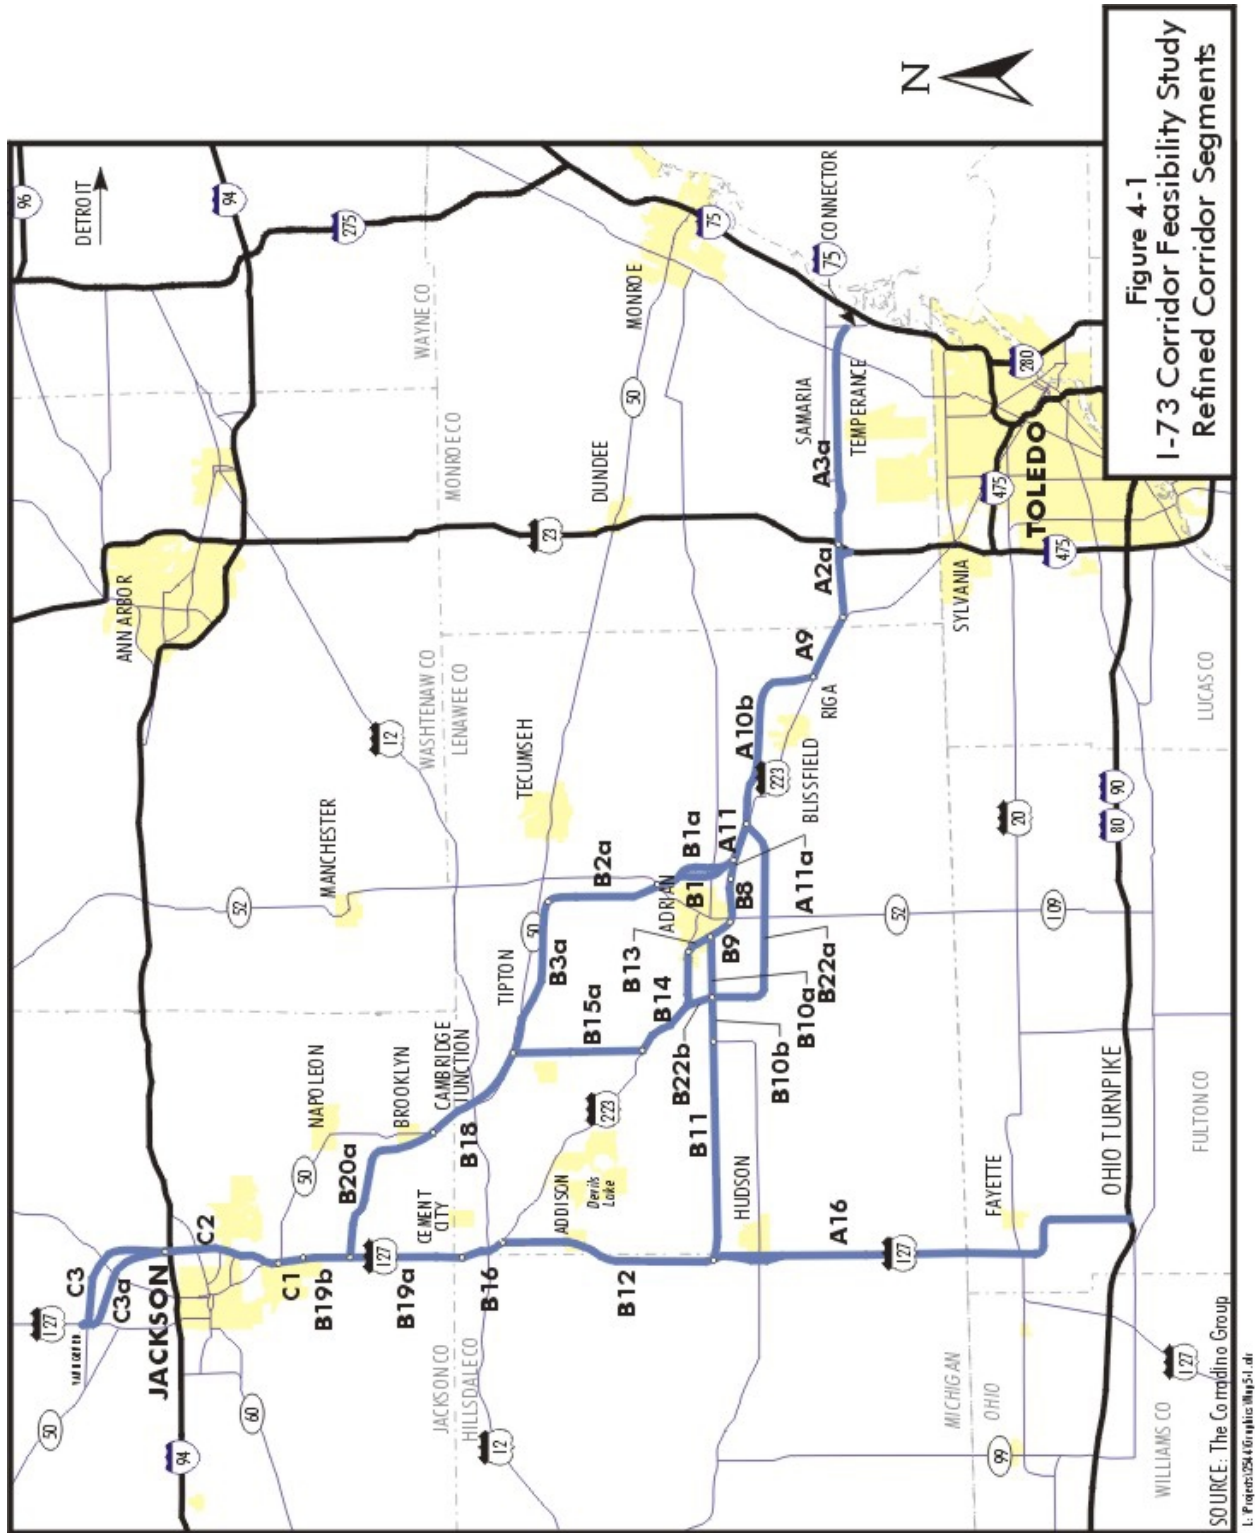 Figure 4-1
I-73 Corridor Feasibility Study
Refined Corridor Segments
N
96
DETROIT
94
275
WAYNE CO
MONROE CO
MONROE
75
75 CONNECTOR
50
DUNDEE
SAMARIA
TEMPERANCE
A3a
280
475
TOLEDO
23
A2a
475
SYLVANIA
ANN ARBOR
WASHTENAW CO
LENAWEE CO
12
A9
RIGA
A10b
LUCAS CO
TECUMSEH
223
BLISSFIELD
20
80
90
MANCHESTER
52
B2a
B1a
B1
A11
ADRIAN
B8
A11a
52
109
50
B3a
TIPTON
B13
B9
B14
B15a
B10a
B22a
NAPOLEON
BROOKLYN
CAMBRIDGE
JUNCTION
B22b
B10b
50
B18
223
B11
B20a
CEMENT
CITY
ADDISON
Devils
Lake
HUDSON
FAYETTE
OHIO TURNPIKE
FULTON CO
C2
127
A16
127
C3
C3a
C1
B19b
B19a
B16
B12
127
JACKSON
JACKSON CO
HILLSDALE CO
MICHIGAN
OHIO
127
50
60
94
12
99
WILLIAMS CO
SOURCE: The Corradino Group